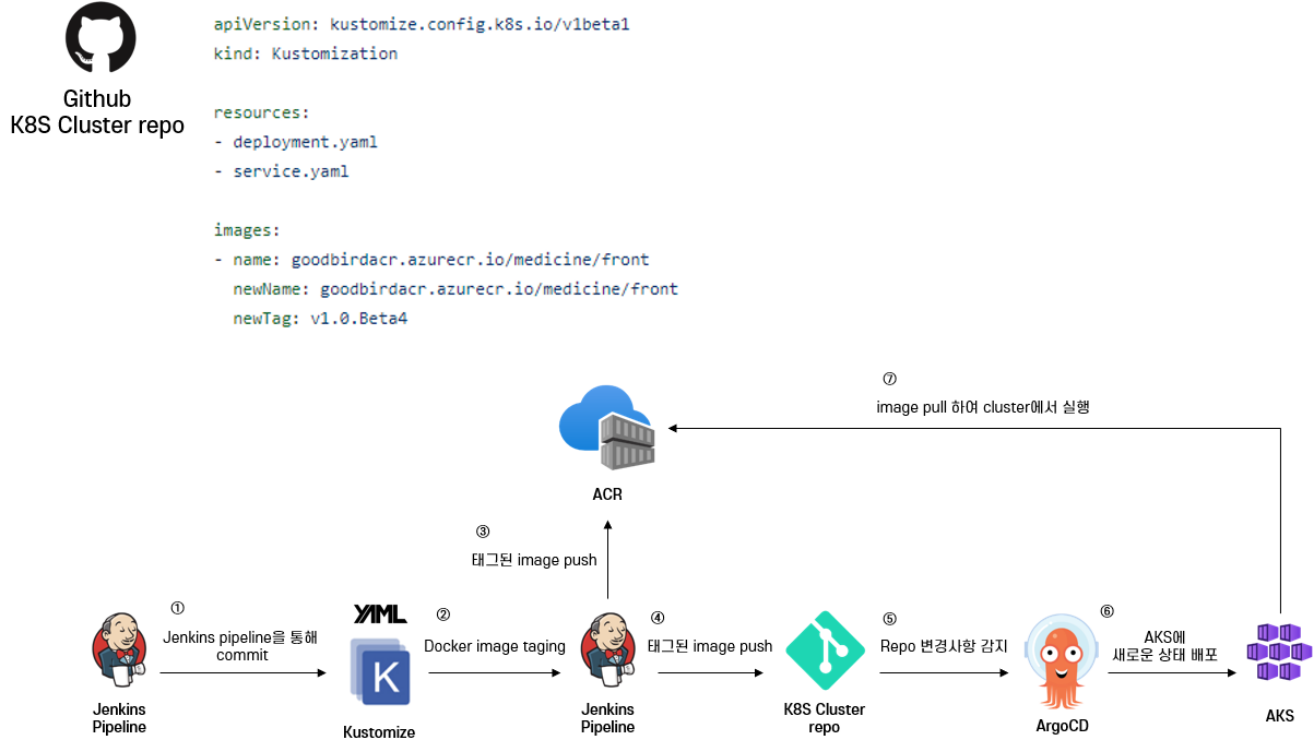 Github
K8S Cluster repo
apiVersion: kustomize.config.k8s.io/v1beta1
kind: Kustomization
resources:
- deployment.yaml
- service.yaml
images:
- name: goodbirdacr.azurecr.io/medicine/front
newName: goodbirdacr.azurecr.io/medicine/front
newTag: v1.0.Beta4
⑦
image pull 하여 cluster에서 실행
ACR
③
태그된 image push
①
Jenkins pipeline을 통해
commit
YAML
K
②
Docker image taging
④
태그된 image push
⑤
Repo 변경사항 감지
⑥
AKS에
새로운 상태 배포
Jenkins
Pipeline
Kustomize
Jenkins
Pipeline
K8S Cluster
repo
ArgoCD
AKS